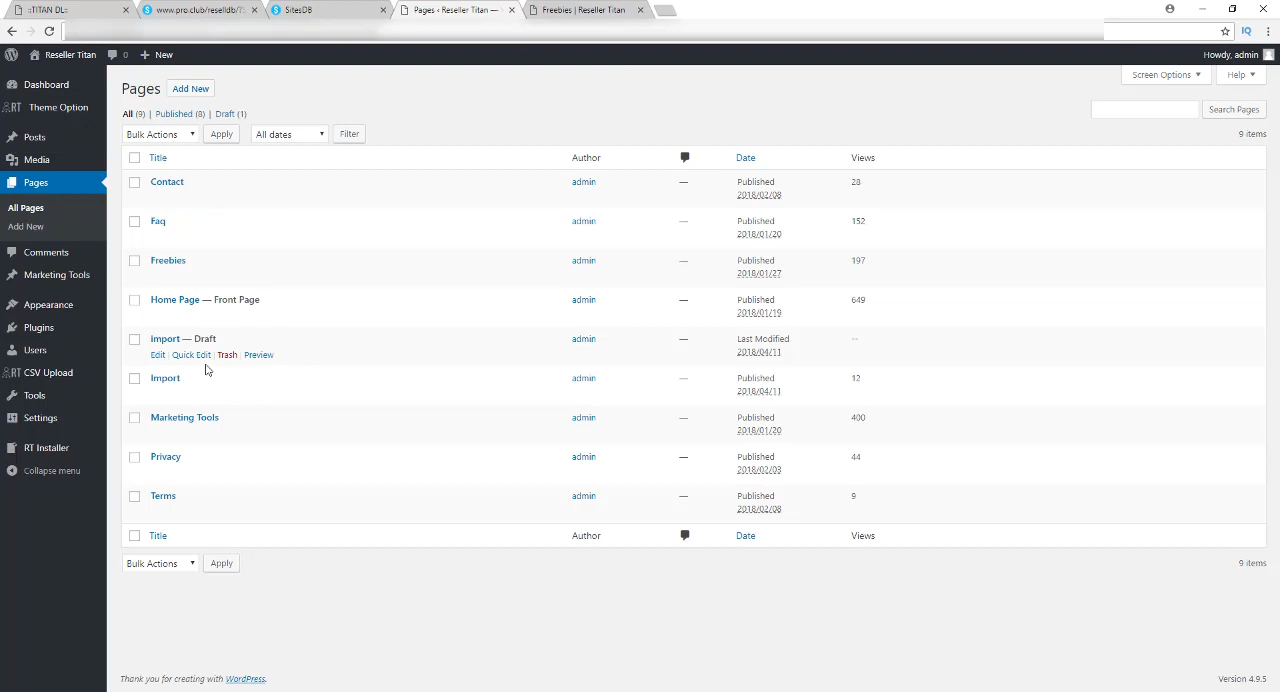 ::TITAN DL::
www.pro.club/reselldb/?
SitesDB
Pages ‹ Reseller Titan —
Freebies | Reseller Titan
IQ
Reseller Titan
0
New
Howdy, admin
Dashboard
RT Theme Option
Posts
Media
Pages
All Pages
Add New
Comments
Marketing Tools
Appearance
Plugins
Users
RT CSV Upload
Tools
Settings
RT Installer
Collapse menu
Pages Add New
Screen Options ▼ Help ▼
All (9) | Published (8) | Draft (1)
Search Pages
Bulk Actions ▼ Apply All dates ▼ Filter
9 items
Title Author Date Views
Contact admin — Published 28
2018/02/08
Faq admin — Published 152
2018/01/20
Freebies admin — Published 197
2018/01/27
Home Page — Front Page admin — Published 649
2018/01/19
import — Draft admin — Last Modified --
Edit | Quick Edit | Trash | Preview 2018/04/11
Import admin — Published 12
2018/04/11
Marketing Tools admin — Published 400
2018/01/20
Privacy admin — Published 44
2018/02/03
Terms admin — Published 9
2018/02/08
Title Author Date Views
Bulk Actions ▼ Apply
9 items
Thank you for creating with WordPress.
Version 4.9.5